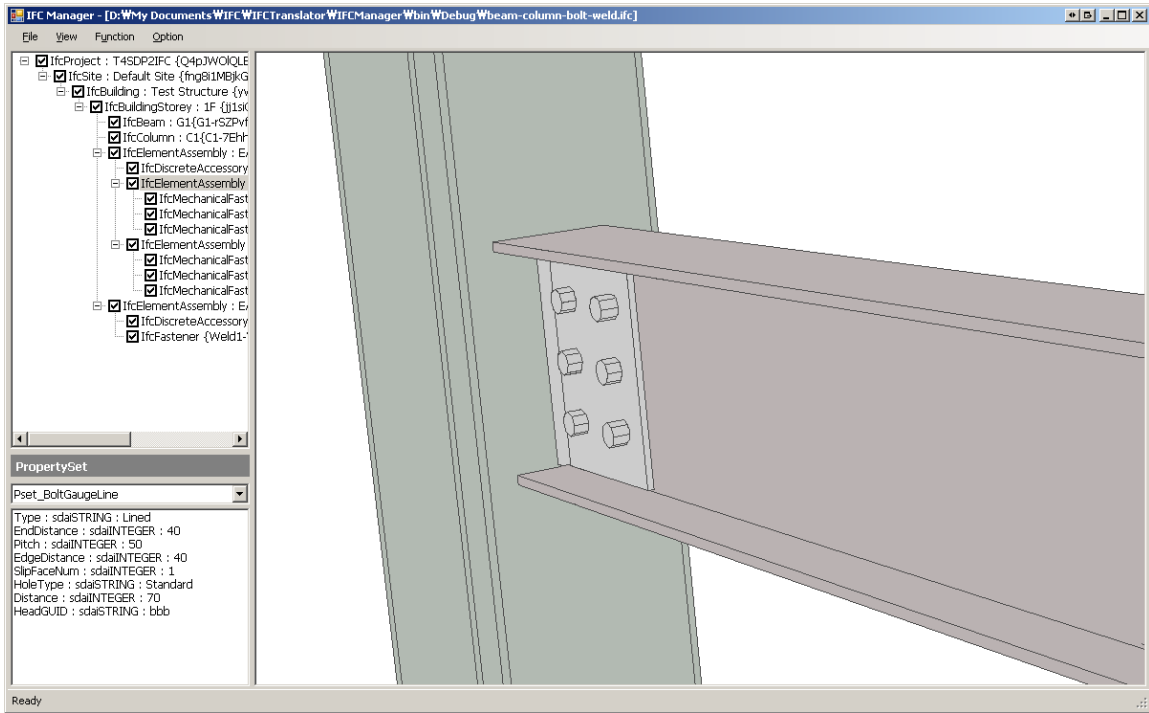 IFC Manager - [D:₩My Documents₩IFC₩IFCTranslator₩IFCManager₩bin₩Debug₩beam-column-bolt-weld.ifc]
File View Function Option
IfcProject : T4SDP2IFC {Q4pJWOlQLE
IfcSite : Default Site {fng8i1MBjkG
IfcBuilding : Test Structure {yv
IfcBuildingStorey : 1F {jj1si
IfcBeam : G1{G1-rSZPvf
IfcColumn : C1{C1-7Ehh
IfcElementAssembly : E
IfcDiscreteAccessory
IfcElementAssembly
IfcMechanicalFast
IfcMechanicalFast
IfcMechanicalFast
IfcElementAssembly
IfcMechanicalFast
IfcMechanicalFast
IfcMechanicalFast
IfcElementAssembly : E
IfcDiscreteAccessory
IfcFastener {Weld1-
PropertySet
Pset_BoltGaugeLine
Type : sdaiSTRING : Lined
EndDistance : sdaiINTEGER : 40
Pitch : sdaiINTEGER : 50
EdgeDistance : sdaiINTEGER : 40
SlipFaceNum : sdaiINTEGER : 1
HoleType : sdaiSTRING : Standard
Distance : sdaiINTEGER : 70
HeadGUID : sdaiSTRING : bbb
Ready